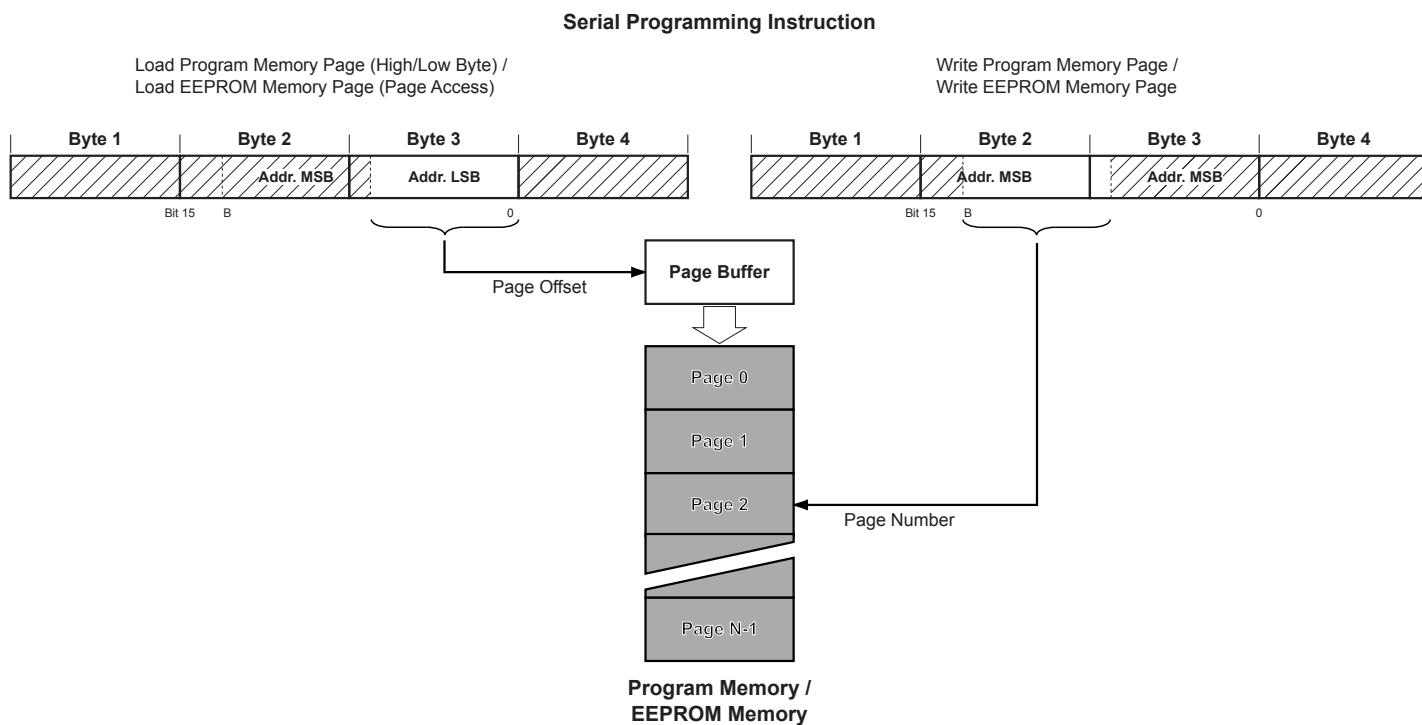 Serial Programming Instruction
Load Program Memory Page (High/Low Byte) /
Load EEPROM Memory Page (Page Access)
Write Program Memory Page /
Write EEPROM Memory Page
Byte 1 Byte 2 Byte 3 Byte 4
Byte 1 Byte 2 Byte 3 Byte 4
Addr. MSB Addr. LSB
Addr. MSB Addr. MSB
Bit 15 B 0
Bit 15 B 0
Page Buffer
Page Offset
Page 0
Page 1
Page 2
Page Number
Page N-1
Program Memory /
EEPROM Memory